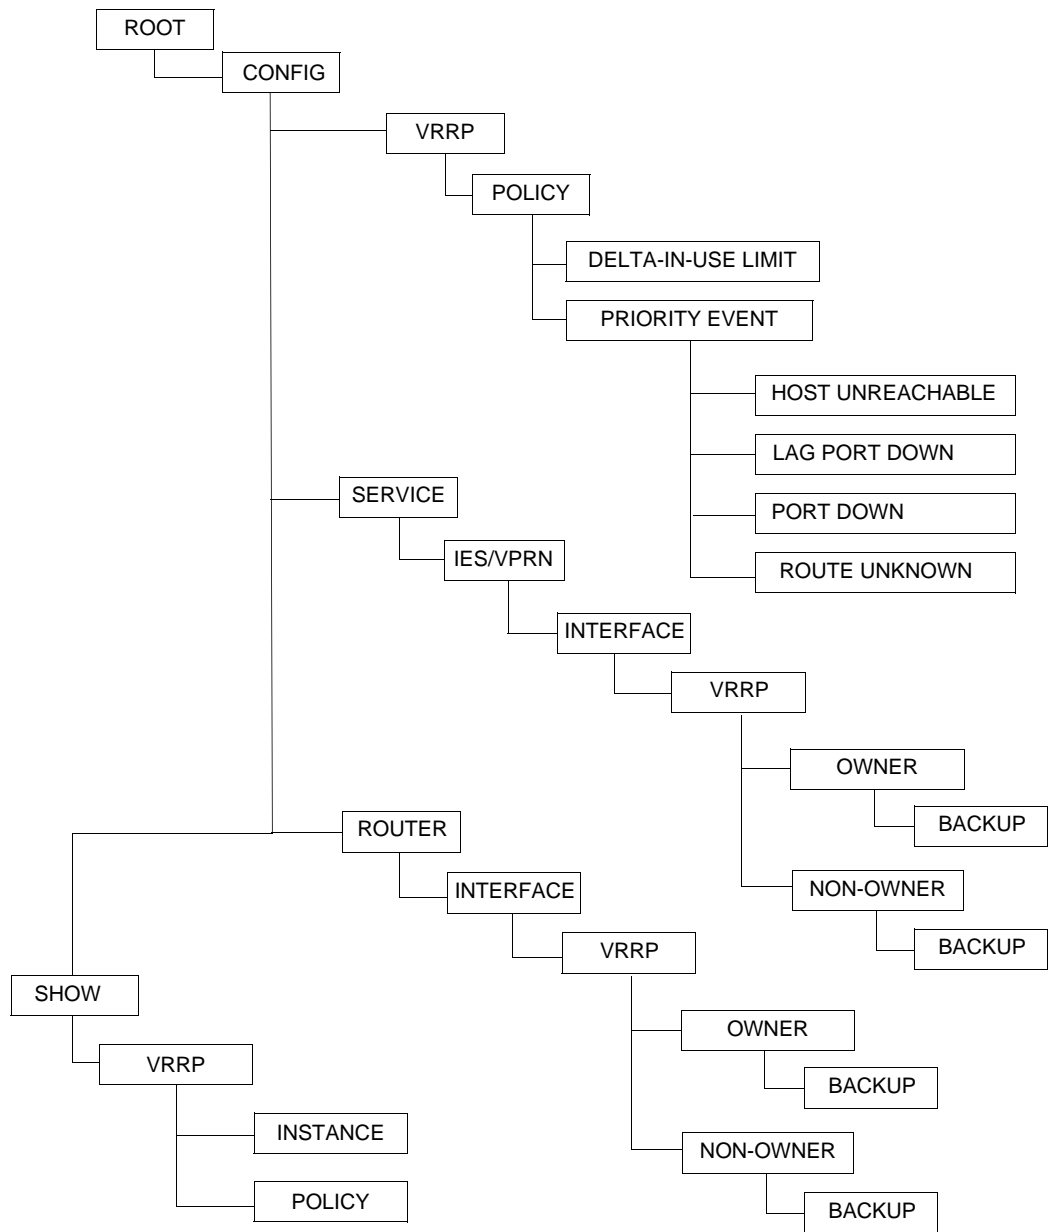 ROOT
CONFIG
VRRP
POLICY
DELTA-IN-USE LIMIT
PRIORITY EVENT
HOST UNREACHABLE
LAG PORT DOWN
PORT DOWN
ROUTE UNKNOWN
SERVICE
IES/VPRN
INTERFACE
VRRP
OWNER
BACKUP
NON-OWNER
BACKUP
ROUTER
INTERFACE
VRRP
OWNER
BACKUP
NON-OWNER
BACKUP
SHOW
VRRP
INSTANCE
POLICY